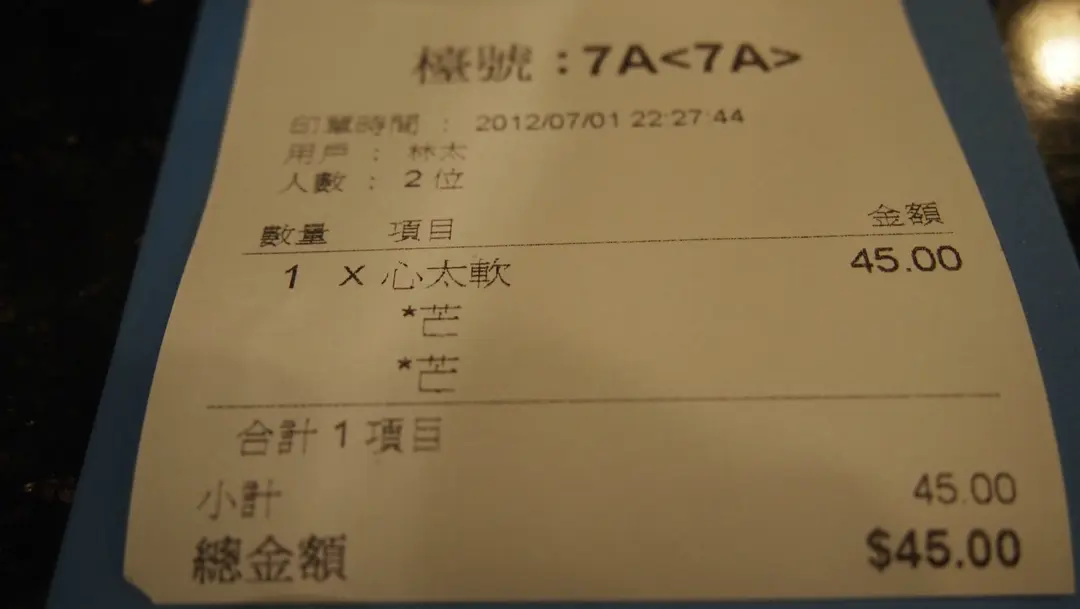 檯號 : 7A<7A>
印單時間 : 2012/07/01 22:27:44
用戶 : 林太
人數 : 2 位
數量 項目 金額
1 X 心太軟 45.00
*芒
*芒
合計 1 項目
小計 45.00
總金額 $45.00